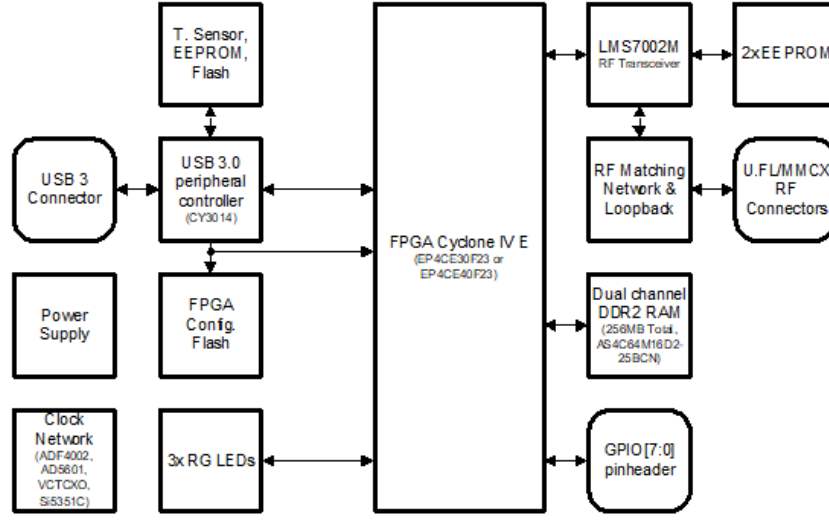 T. Sensor,
EEPROM,
Flash
LMS7002M
RF Transceiver
2xEEPROM
USB 3
Connector
USB 3.0
peripheral
controller
(CY3014)
RF Matching
Network &
Loopback
U.FL/MMCX
RF
Connectors
FPGA Cyclone IV E
(EP4CE30F23 or
EP4CE40F23)
Power
Supply
FPGA
Config.
Flash
Dual channel
DDR2 RAM
(256MB Total,
AS4C64M16D2-
25BCN)
Clock
Network
(ADF4002,
AD5601,
VCTCXO,
Si5351C)
3x RG LEDs
GPIO[7:0]
pinheader